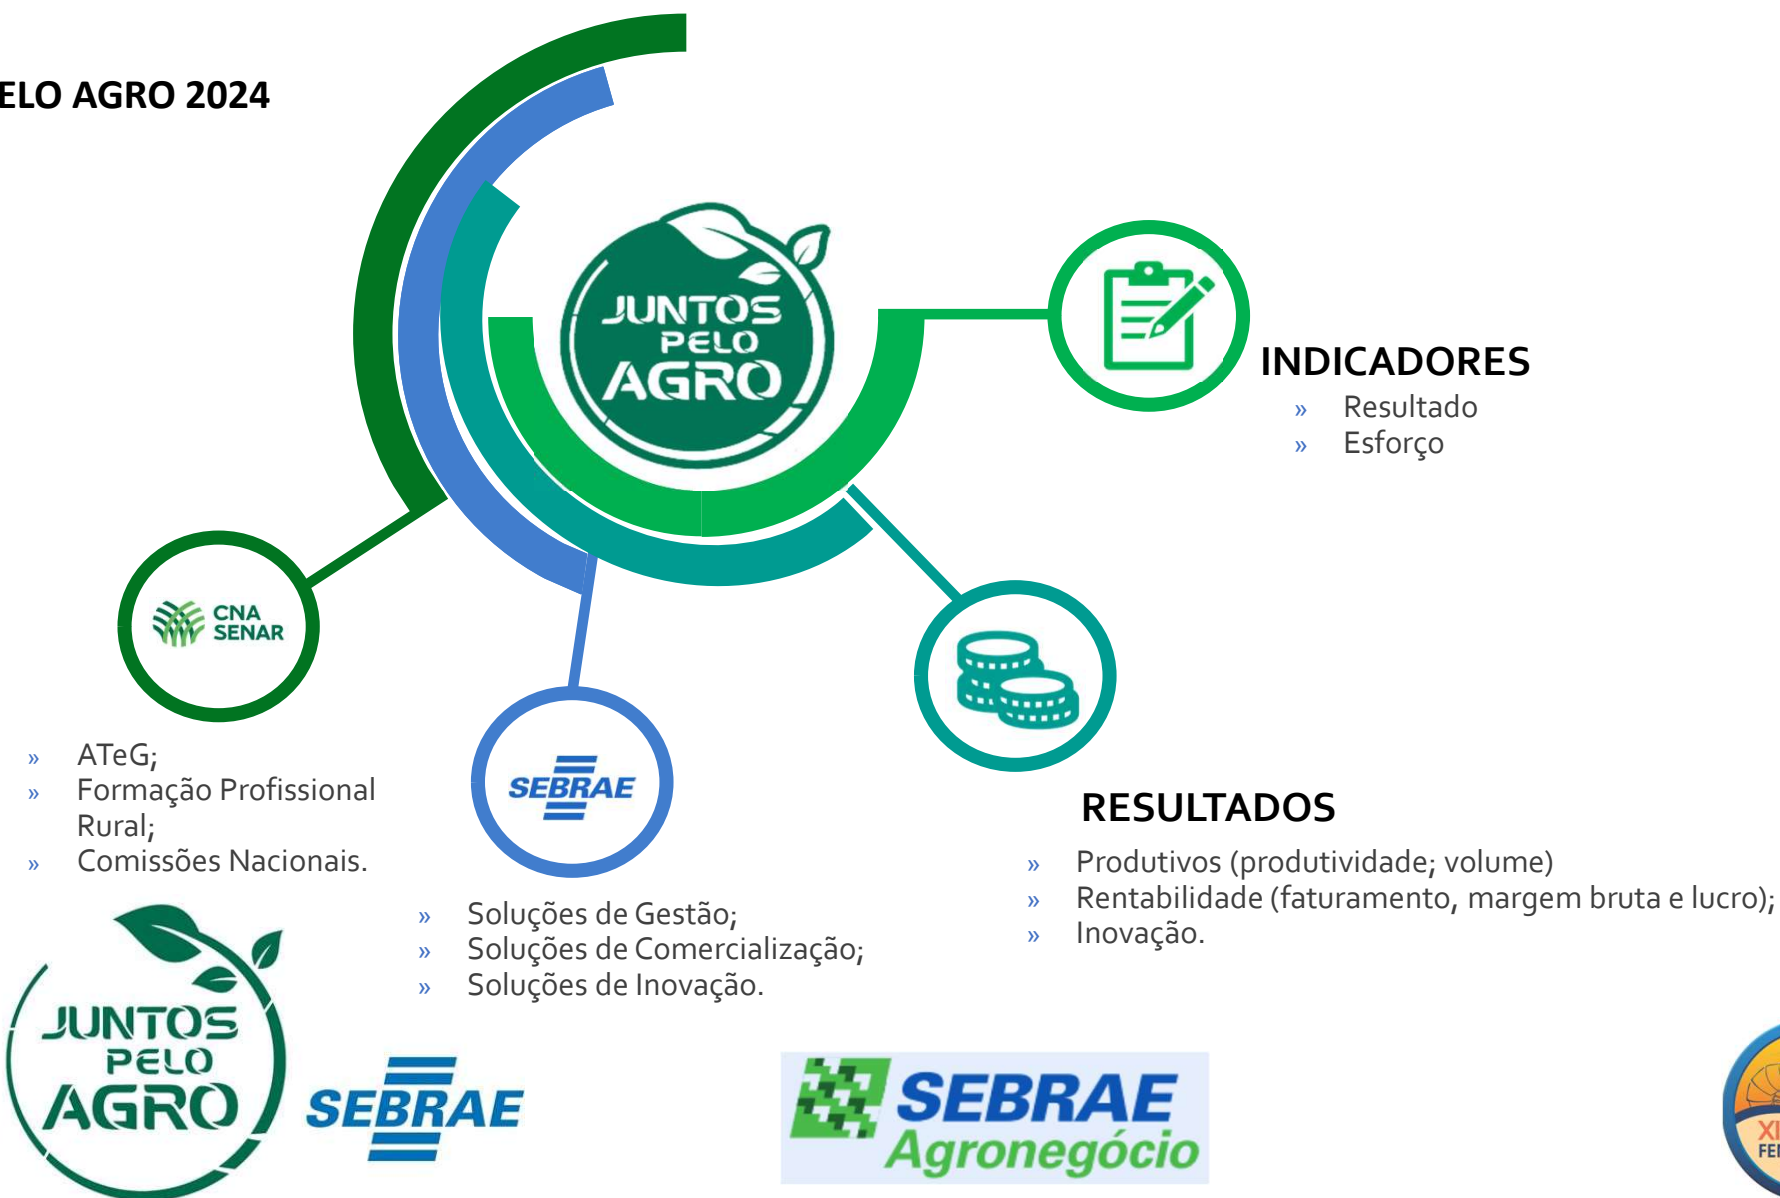 ELO AGRO 2024
JUNTOS
PELO
AGRO
INDICADORES
» Resultado
» Esforço
CNA
SENAR
» ATeG;
» Formação Profissional
Rural;
» Comissões Nacionais.
SEBRAE
» Soluções de Gestão;
» Soluções de Comercialização;
» Soluções de Inovação.
RESULTADOS
» Produtivos (produtividade; volume)
» Rentabilidade (faturamento, margem bruta e lucro);
» Inovação.
JUNTOS
PELO
AGRO
SEBRAE
SEBRAE
Agronegócio
XI
FE